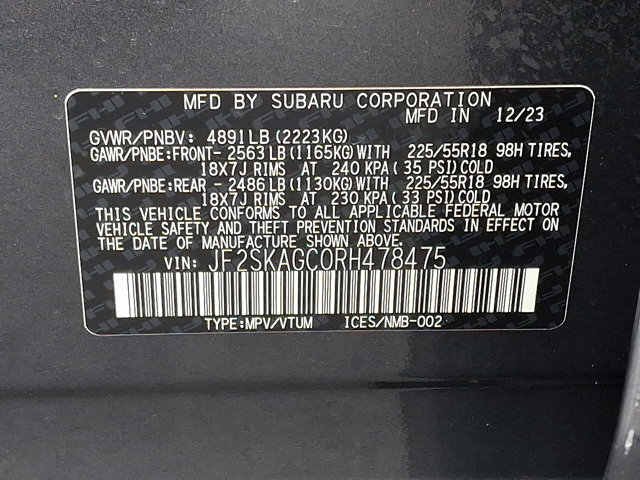 MFD BY SUBARU CORPORATION
MFD IN 12/23
GVWR/PNBV: 4891LB (2223KG)
GAWR/PNBE:FRONT- 2563 LB (1165KG) WITH 225/55R18 98H TIRES,
18X7J RIMS AT 240 KPA ( 35 PSI) COLD
GAWR/PNBE:REAR - 2486 LB (1130KG) WITH 225/55R18 98H TIRES,
18X7J RIMS AT 230 KPA ( 33 PSI) COLD
THIS VEHICLE CONFORMS TO ALL APPLICABLE FEDERAL MOTOR
VEHICLE SAFETY AND THEFT PREVENTION STANDARDS IN EFFECT
ON THE DATE OF MANUFACTURE SHOWN ABOVE.
VIN: JF2SKAGC0RH478475
TYPE:MPV/VTUM ICES/NMB-002